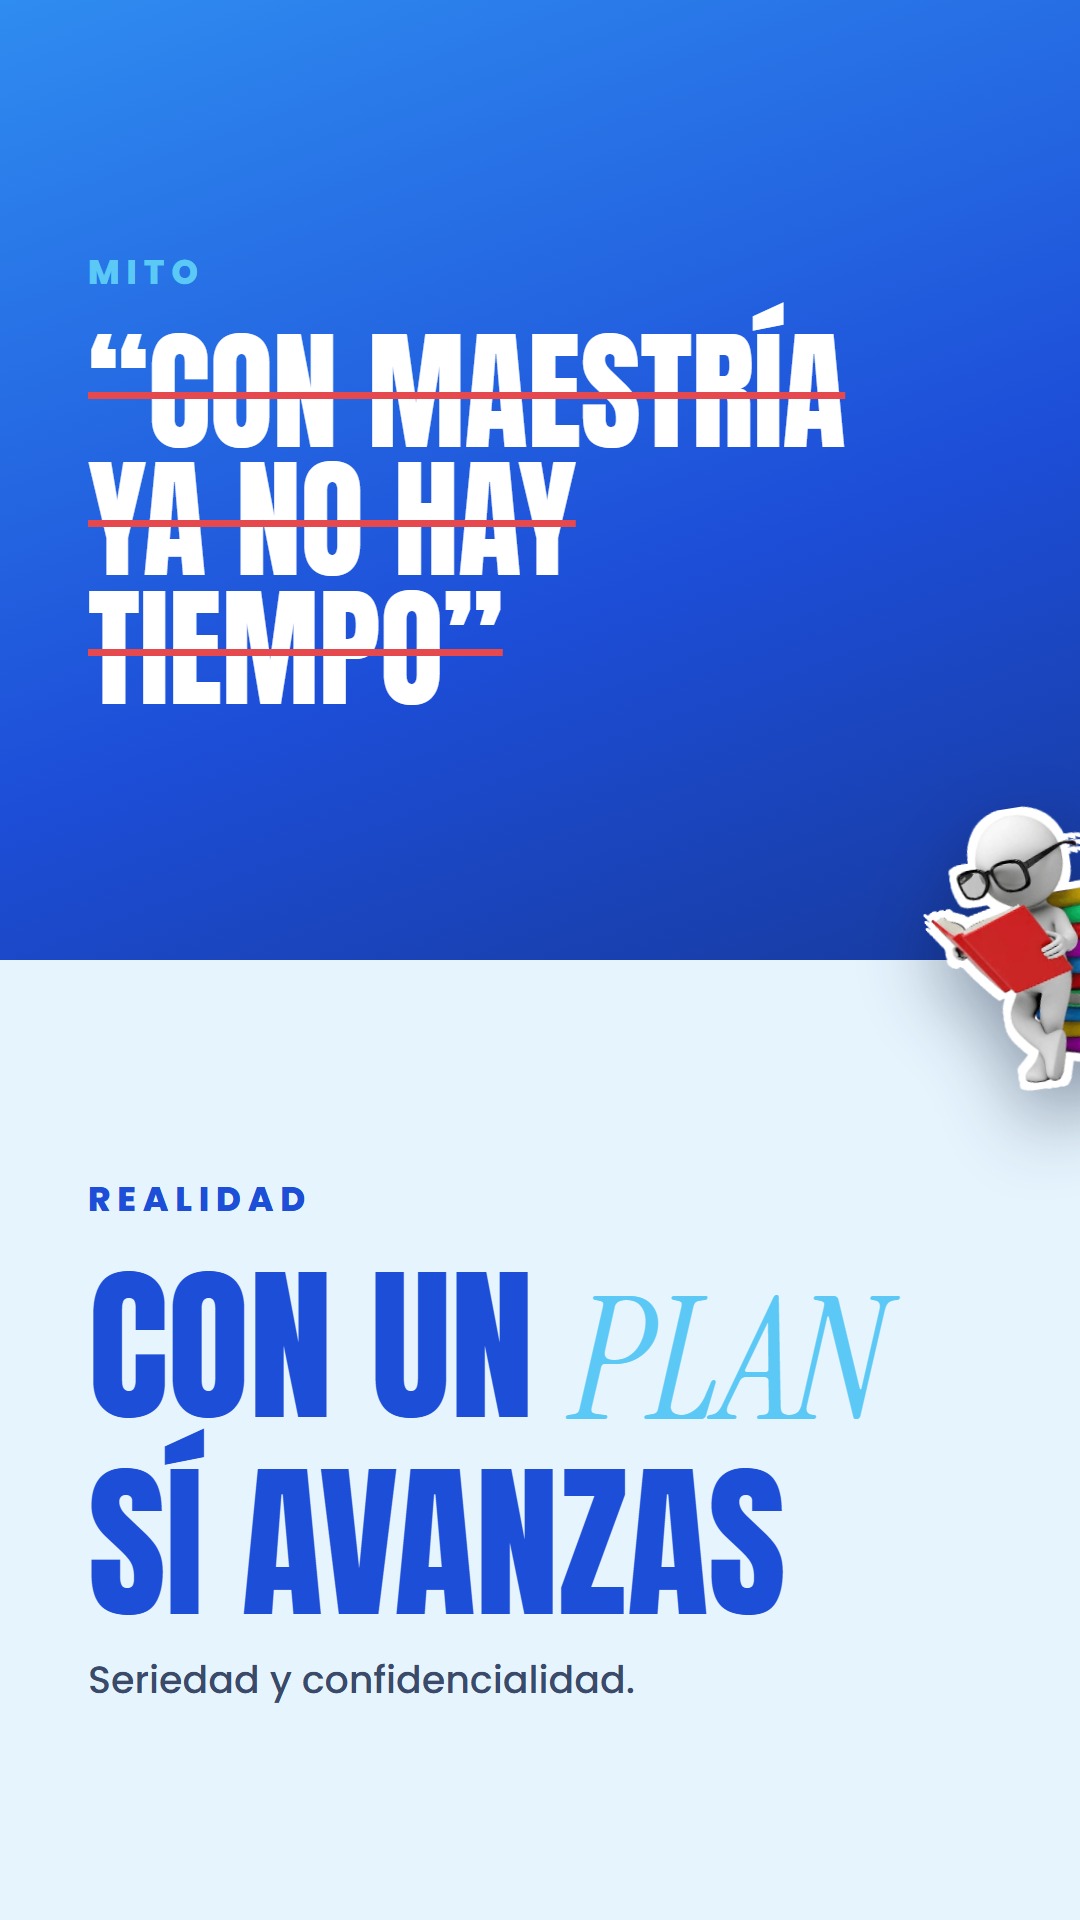 MITO
“CON MAESTRÍA
YA NO HAY
TIEMPO”
REALIDAD
CON UN PLAN
SÍ AVANZAS
Seriedad y confidencialidad.